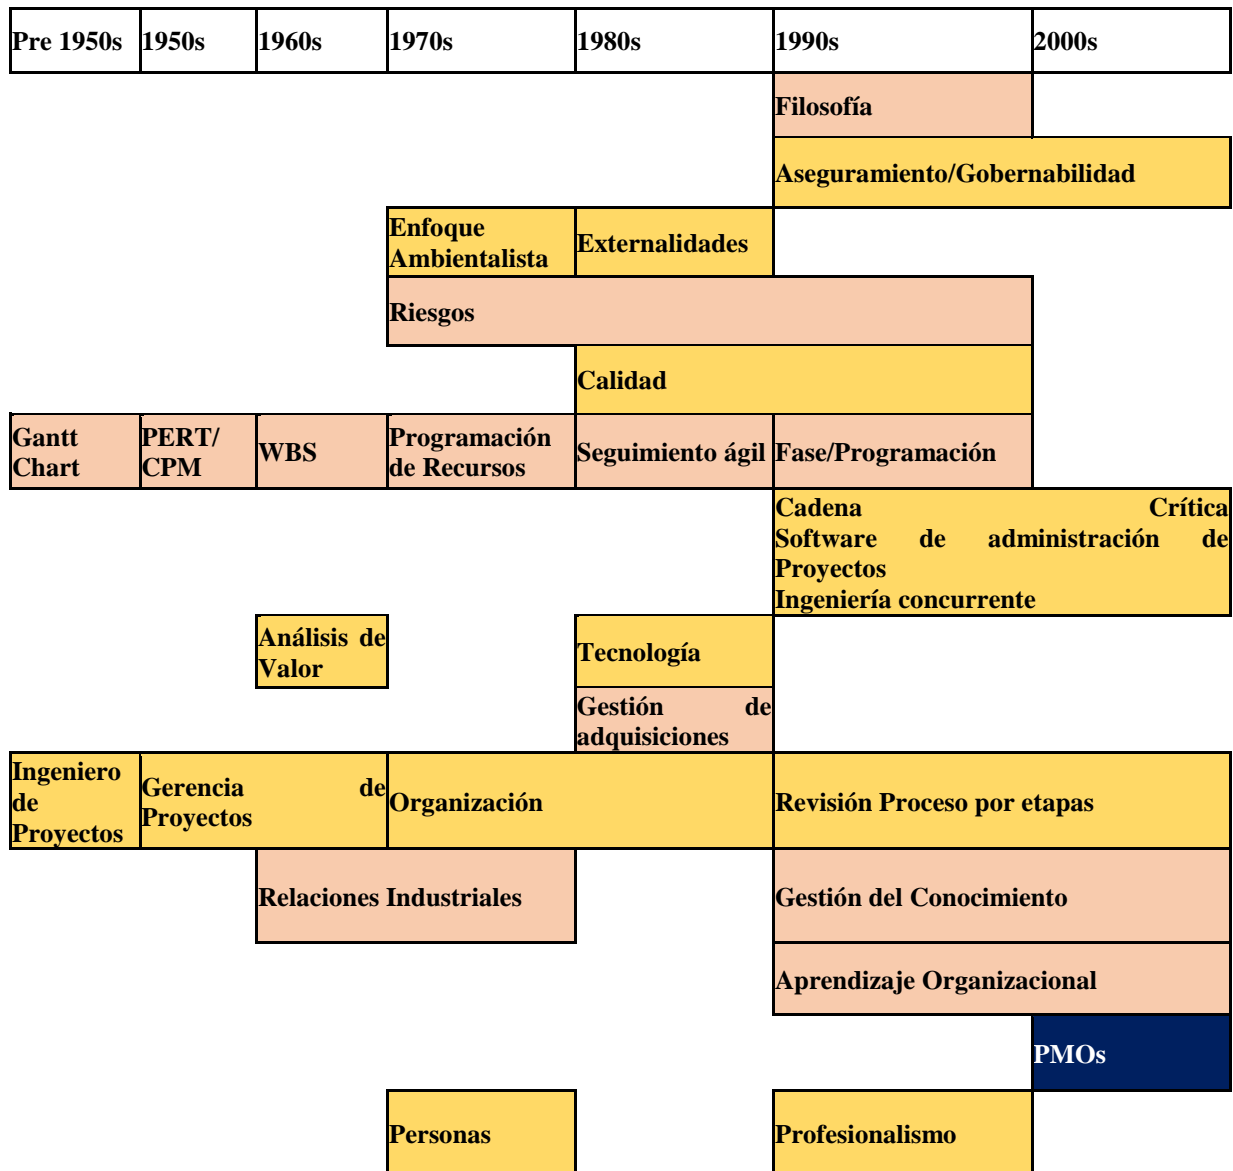 Pre 1950s 1950s 1960s 1970s 1980s 1990s 2000s
Filosofía
Aseguramiento/Gobernabilidad
Enfoque
Ambientalista
Externalidades
Riesgos
Calidad
Gantt
Chart
PERT/
CPM
WBS
Programación
de Recursos
Seguimiento ágil
Fase/Programación
Cadena Crítica
Software de administración de
Proyectos
Ingeniería concurrente
Análisis de
Valor
Tecnología
Gestión de
adquisiciones
Ingeniero
de
Proyectos
Gerencia de
Proyectos
Organización
Revisión Proceso por etapas
Relaciones Industriales
Gestión del Conocimiento
Aprendizaje Organizacional
PMOs
Personas
Profesionalismo